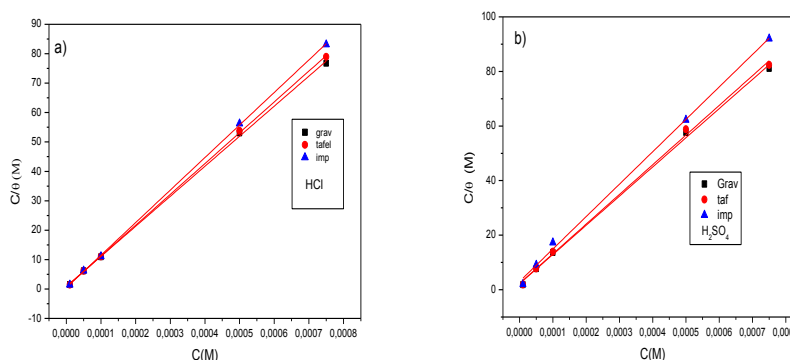 a)
90
80
70
60
50
40
30
20
10
0
-10
C/θ (M)
grav
tafel
imp
HCl
0,0000 0,0001 0,0002 0,0003 0,0004 0,0005 0,0006 0,0007 0,0008
C(M)
b)
100
80
60
40
20
0
C/θ (M)
Grav
taf
imp
H₂SO₄
0,0000 0,0001 0,0002 0,0003 0,0004 0,0005 0,0006 0,0007
C(M)